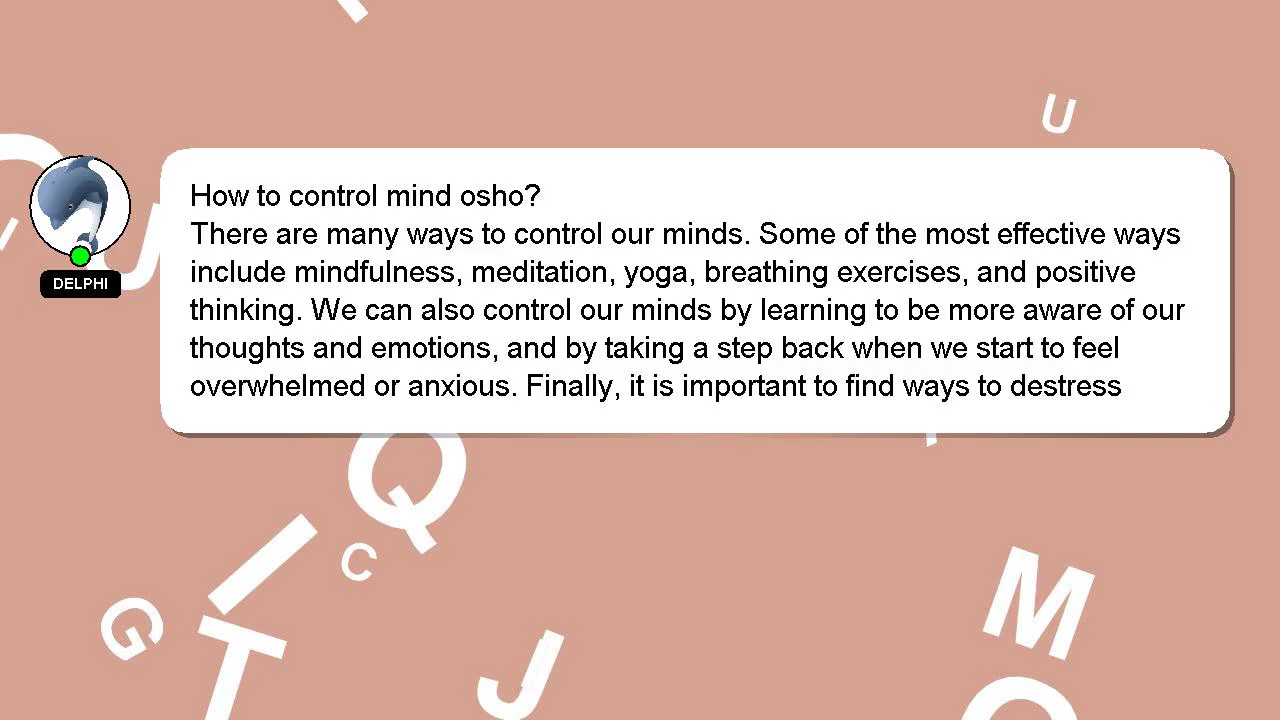 U
How to control mind osho?
There are many ways to control our minds. Some of the most effective ways
include mindfulness, meditation, yoga, breathing exercises, and positive
thinking. We can also control our minds by learning to be more aware of our
thoughts and emotions, and by taking a step back when we start to feel
overwhelmed or anxious. Finally, it is important to find ways to destress
DELPHI
Q
I
C
G
T
J
M